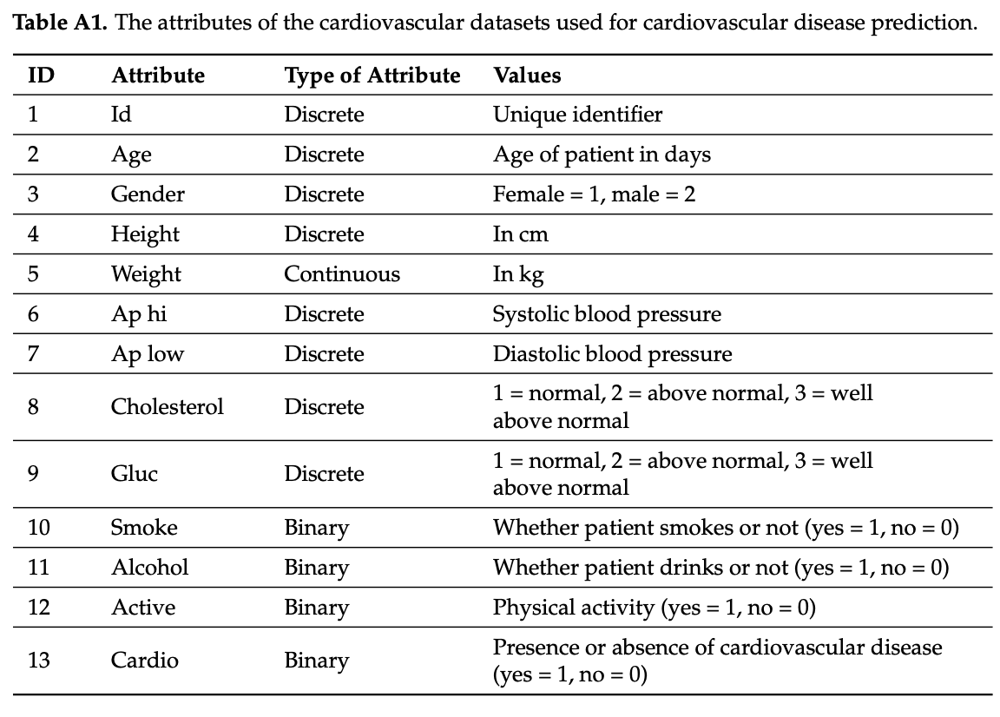 Table A1. The attributes of the cardiovascular datasets used for cardiovascular disease prediction.
ID Attribute Type of Attribute Values
1 Id Discrete Unique identifier
2 Age Discrete Age of patient in days
3 Gender Discrete Female = 1, male = 2
4 Height Discrete In cm
5 Weight Continuous In kg
6 Ap hi Discrete Systolic blood pressure
7 Ap low Discrete Diastolic blood pressure
8 Cholesterol Discrete 1 = normal, 2 = above normal, 3 = well
above normal
9 Gluc Discrete 1 = normal, 2 = above normal, 3 = well
above normal
10 Smoke Binary Whether patient smokes or not (yes = 1, no = 0)
11 Alcohol Binary Whether patient drinks or not (yes = 1, no = 0)
12 Active Binary Physical activity (yes = 1, no = 0)
13 Cardio Binary Presence or absence of cardiovascular disease
(yes = 1, no = 0)